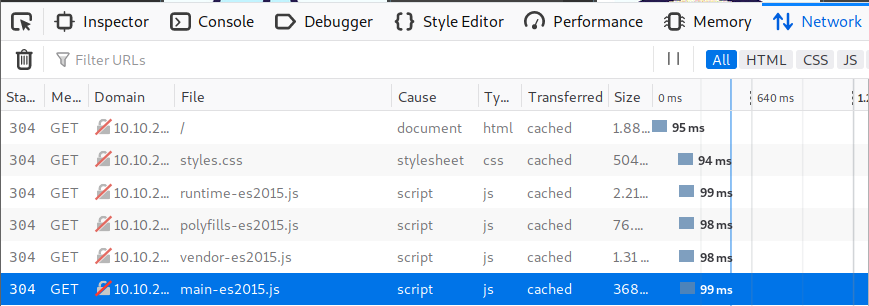 Inspector Console Debugger Style Editor Performance Memory Network
Filter URLs All HTML CSS JS
Sta... Me... Domain File Cause Ty... Transferred Size 0 ms 640 ms
304 GET 10.10.2... / document html cached 1.88... 95 ms
304 GET 10.10.2... styles.css stylesheet css cached 504... 94 ms
304 GET 10.10.2... runtime-es2015.js script js cached 2.21... 99 ms
304 GET 10.10.2... polyfills-es2015.js script js cached 76.... 98 ms
304 GET 10.10.2... vendor-es2015.js script js cached 1.31 ... 98 ms
304 GET 10.10.2... main-es2015.js script js cached 368... 99 ms